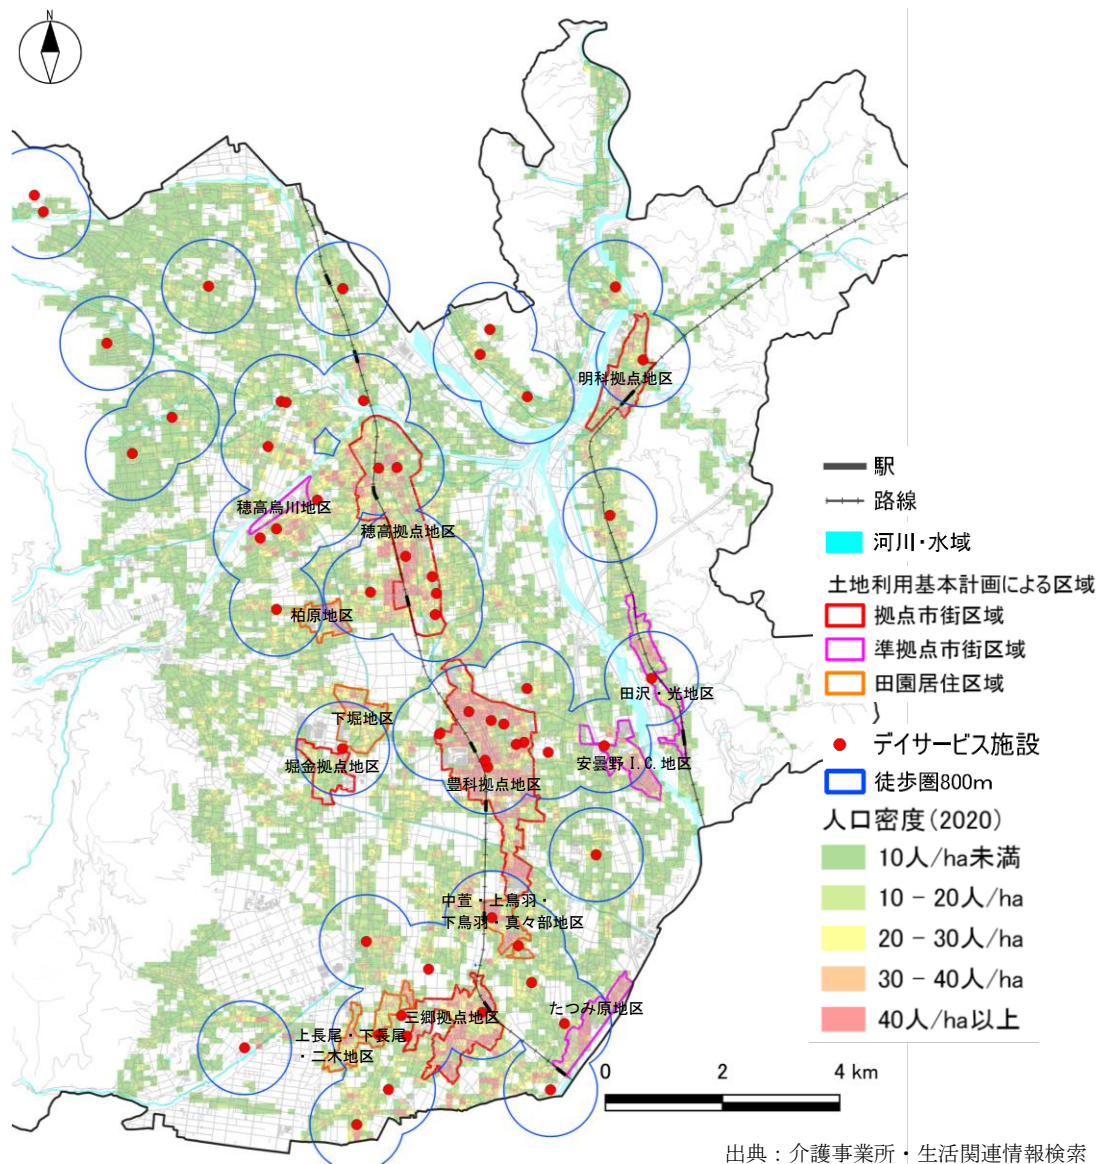 N
明科拠点地区
穂高烏川地区
穂高拠点地区
柏原地区
田沢・光地区
下堀地区
堀金拠点地区
安曇野I.C.地区
豊科拠点地区
中萱・上鳥羽・
下鳥羽・真々部地区
たつみ原地区
三郷拠点地区
上長尾・下長尾
・二木地区
駅
路線
河川・水域
土地利用基本計画による区域
拠点市街区域
準拠点市街区域
田園居住区域
デイサービス施設
徒歩圏800m
人口密度(2020)
10人/ha未満
10 - 20人/ha
20 - 30人/ha
30 - 40人/ha
40人/ha以上
0 2 4 km
出典：介護事業所・生活関連情報検索